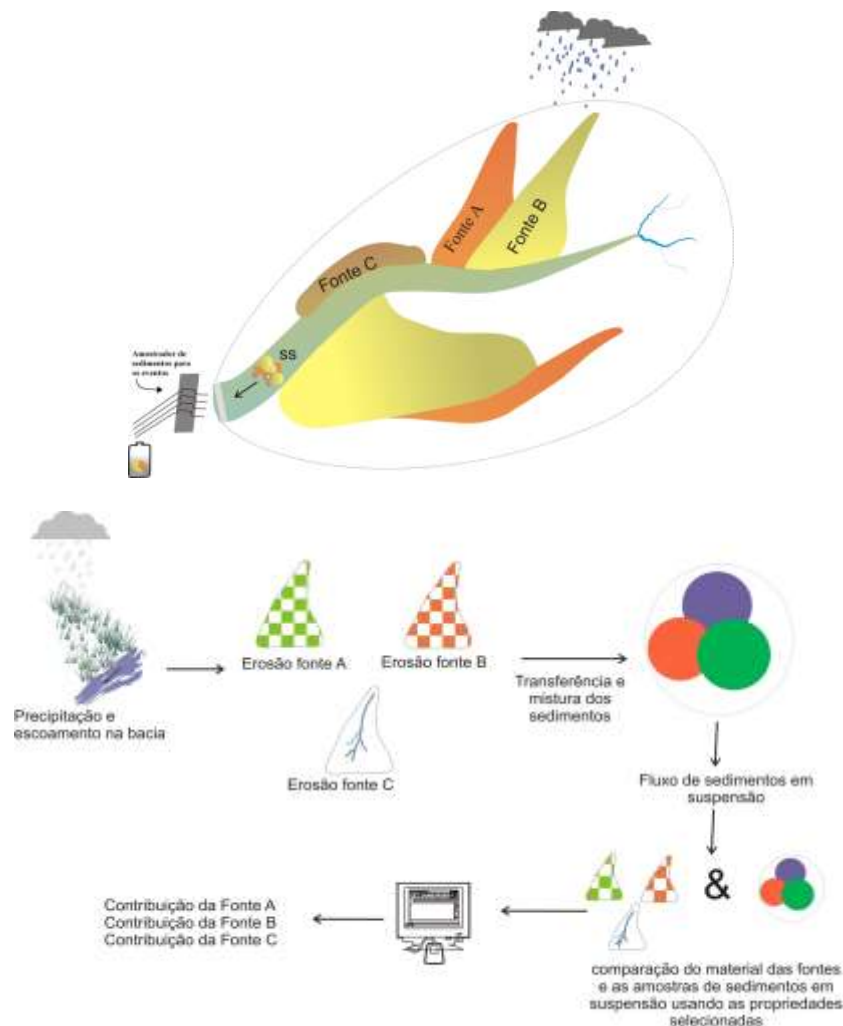 Fonte A
Fonte B
Fonte C
ss
Amostrador de
sedimentos para
os eventos
Precipitação e
escoamento na bacia
Erosão fonte A
Erosão fonte B
Erosão fonte C
Transferência e
mistura dos
sedimentos
Fluxo de sedimentos em
suspensão
&
Contribuição da Fonte A
Contribuição da Fonte B
Contribuição da Fonte C
comparação do material das fontes
e as amostras de sedimentos em
suspensão usando as propriedades
selecionadas